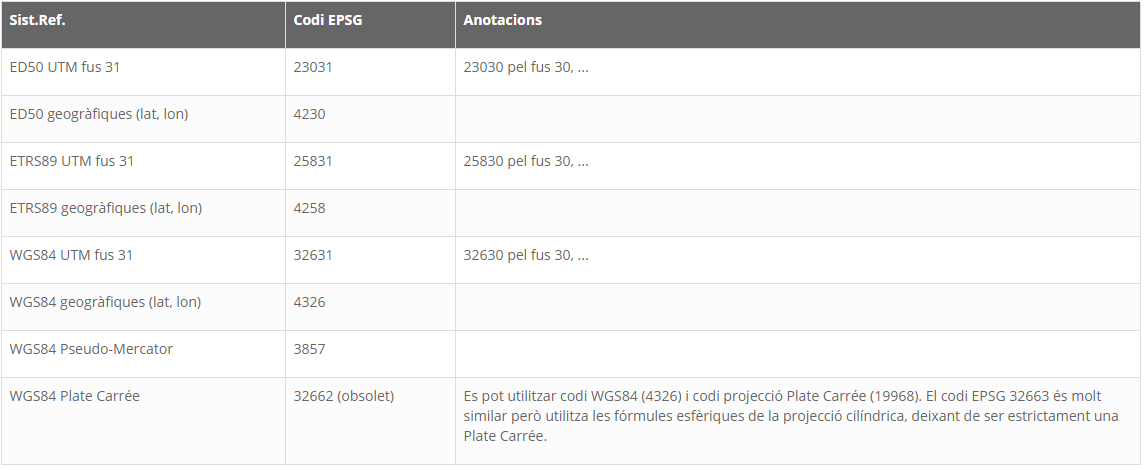 Sist.Ref. Codi EPSG Anotacions
ED50 UTM fus 31 23031 23030 pel fus 30, ...
ED50 geogràfiques (lat, lon) 4230
ETRS89 UTM fus 31 25831 25830 pel fus 30, ...
ETRS89 geogràfiques (lat, lon) 4258
WGS84 UTM fus 31 32631 32630 pel fus 30, ...
WGS84 geogràfiques (lat, lon) 4326
WGS84 Pseudo-Mercator 3857
WGS84 Plate Carrée 32662 (obsolet) Es pot utilitzar codi WGS84 (4326) i codi projecció Plate Carrée (19968). El codi EPSG 32663 és molt
similar però utilitza les fórmules esfèriques de la projecció cilíndrica, deixant de ser estrictament una
Plate Carrée.